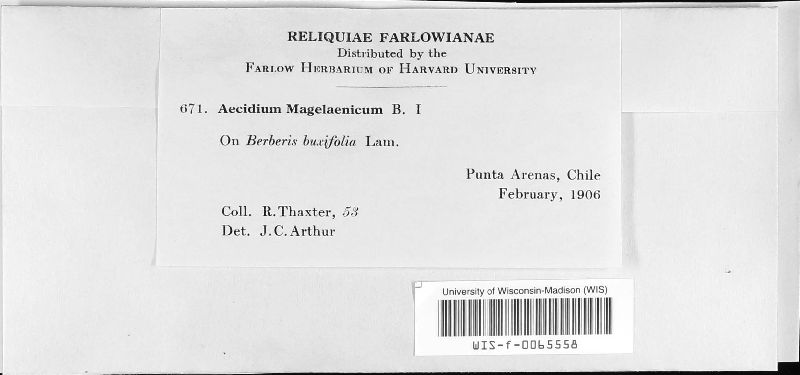 RELIQUIAE FARLOWIANAE
Distributed by the
FARLOW HERBARIUM OF HARVARD UNIVERSITY
671. Aecidium Magelaenicum B. I
On Berberis buxifolia Lam.
Punta Arenas, Chile
February, 1906
Coll. R. Thaxter, 53
Det. J. C. Arthur
University of Wisconsin-Madison (WIS)
WIS-f-0065558